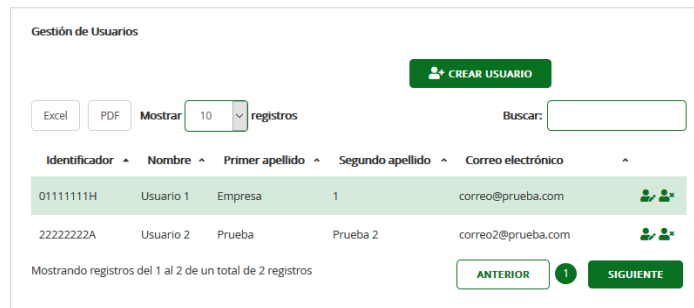 Gestión de Usuarios
CREAR USUARIO
Excel PDF Mostrar 10 registros Buscar:
Identificador Nombre Primer apellido Segundo apellido Correo electrónico
01111111H Usuario 1 Empresa 1 correo@prueba.com
22222222A Usuario 2 Prueba Prueba 2 correo2@prueba.com
Mostrando registros del 1 al 2 de un total de 2 registros ANTERIOR 1 SIGUIENTE